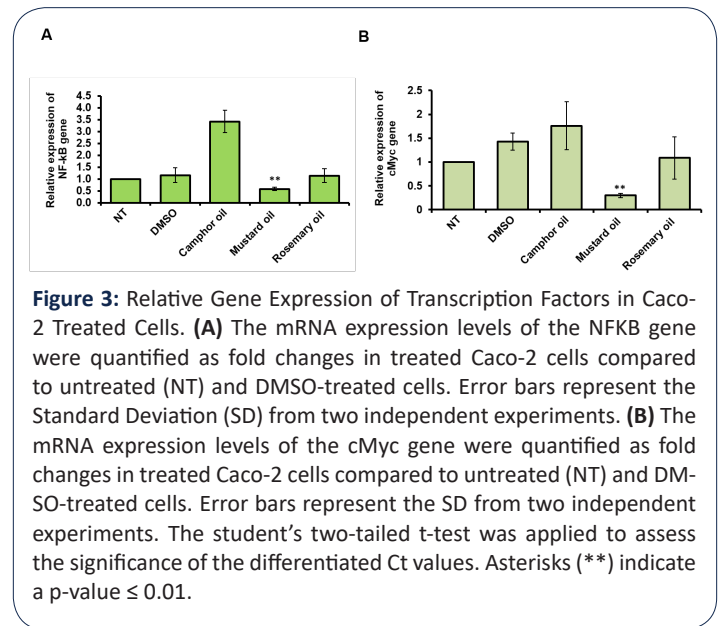 A
B
Relative expression of
NF-kB gene
4.5
4.0
3.5
3.0
2.5
2.0
1.5
1.0
0.5
0.0
**
NT
DMSO
Camphor oil
Mustard oil
Rosemary oil
Relative expression of
cMyc gene
2.5
2
1.5
1
0.5
0
**
NT
DMSO
Camphor oil
Mustard oil
Rosemary oil
Figure 3: Relative Gene Expression of Transcription Factors in Caco-
2 Treated Cells. (A) The mRNA expression levels of the NFKB gene
were quantified as fold changes in treated Caco-2 cells compared
to untreated (NT) and DMSO-treated cells. Error bars represent the
Standard Deviation (SD) from two independent experiments. (B) The
mRNA expression levels of the cMyc gene were quantified as fold
changes in treated Caco-2 cells compared to untreated (NT) and DM-
SO-treated cells. Error bars represent the SD from two independent
experiments. The student’s two-tailed t-test was applied to assess
the significance of the differentiated Ct values. Asterisks (**) indicate
a p-value ≤ 0.01.